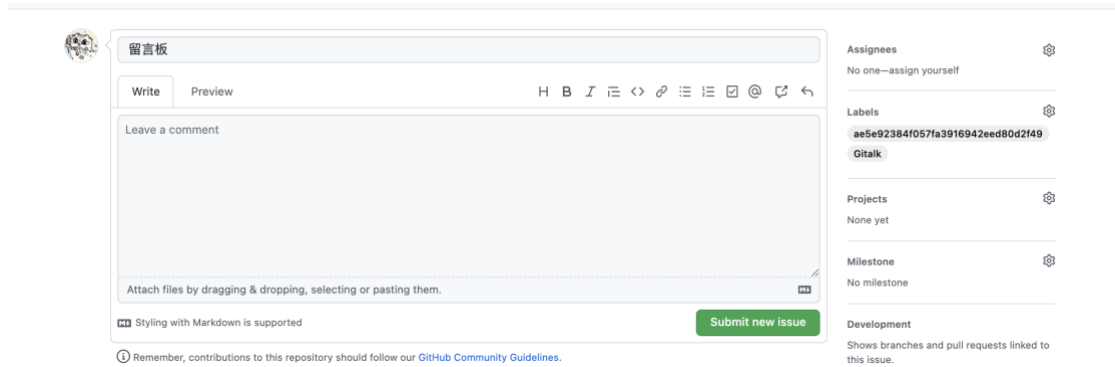 留言板
Write Preview
Leave a comment
Attach files by dragging & dropping, selecting or pasting them.
Styling with Markdown is supported
Submit new issue
Remember, contributions to this repository should follow our GitHub Community Guidelines.
Assignees
No one—assign yourself
Labels
ae5e92384f057fa3916942eed80d2f49
Gitalk
Projects
None yet
Milestone
No milestone
Development
Shows branches and pull requests linked to
this issue.